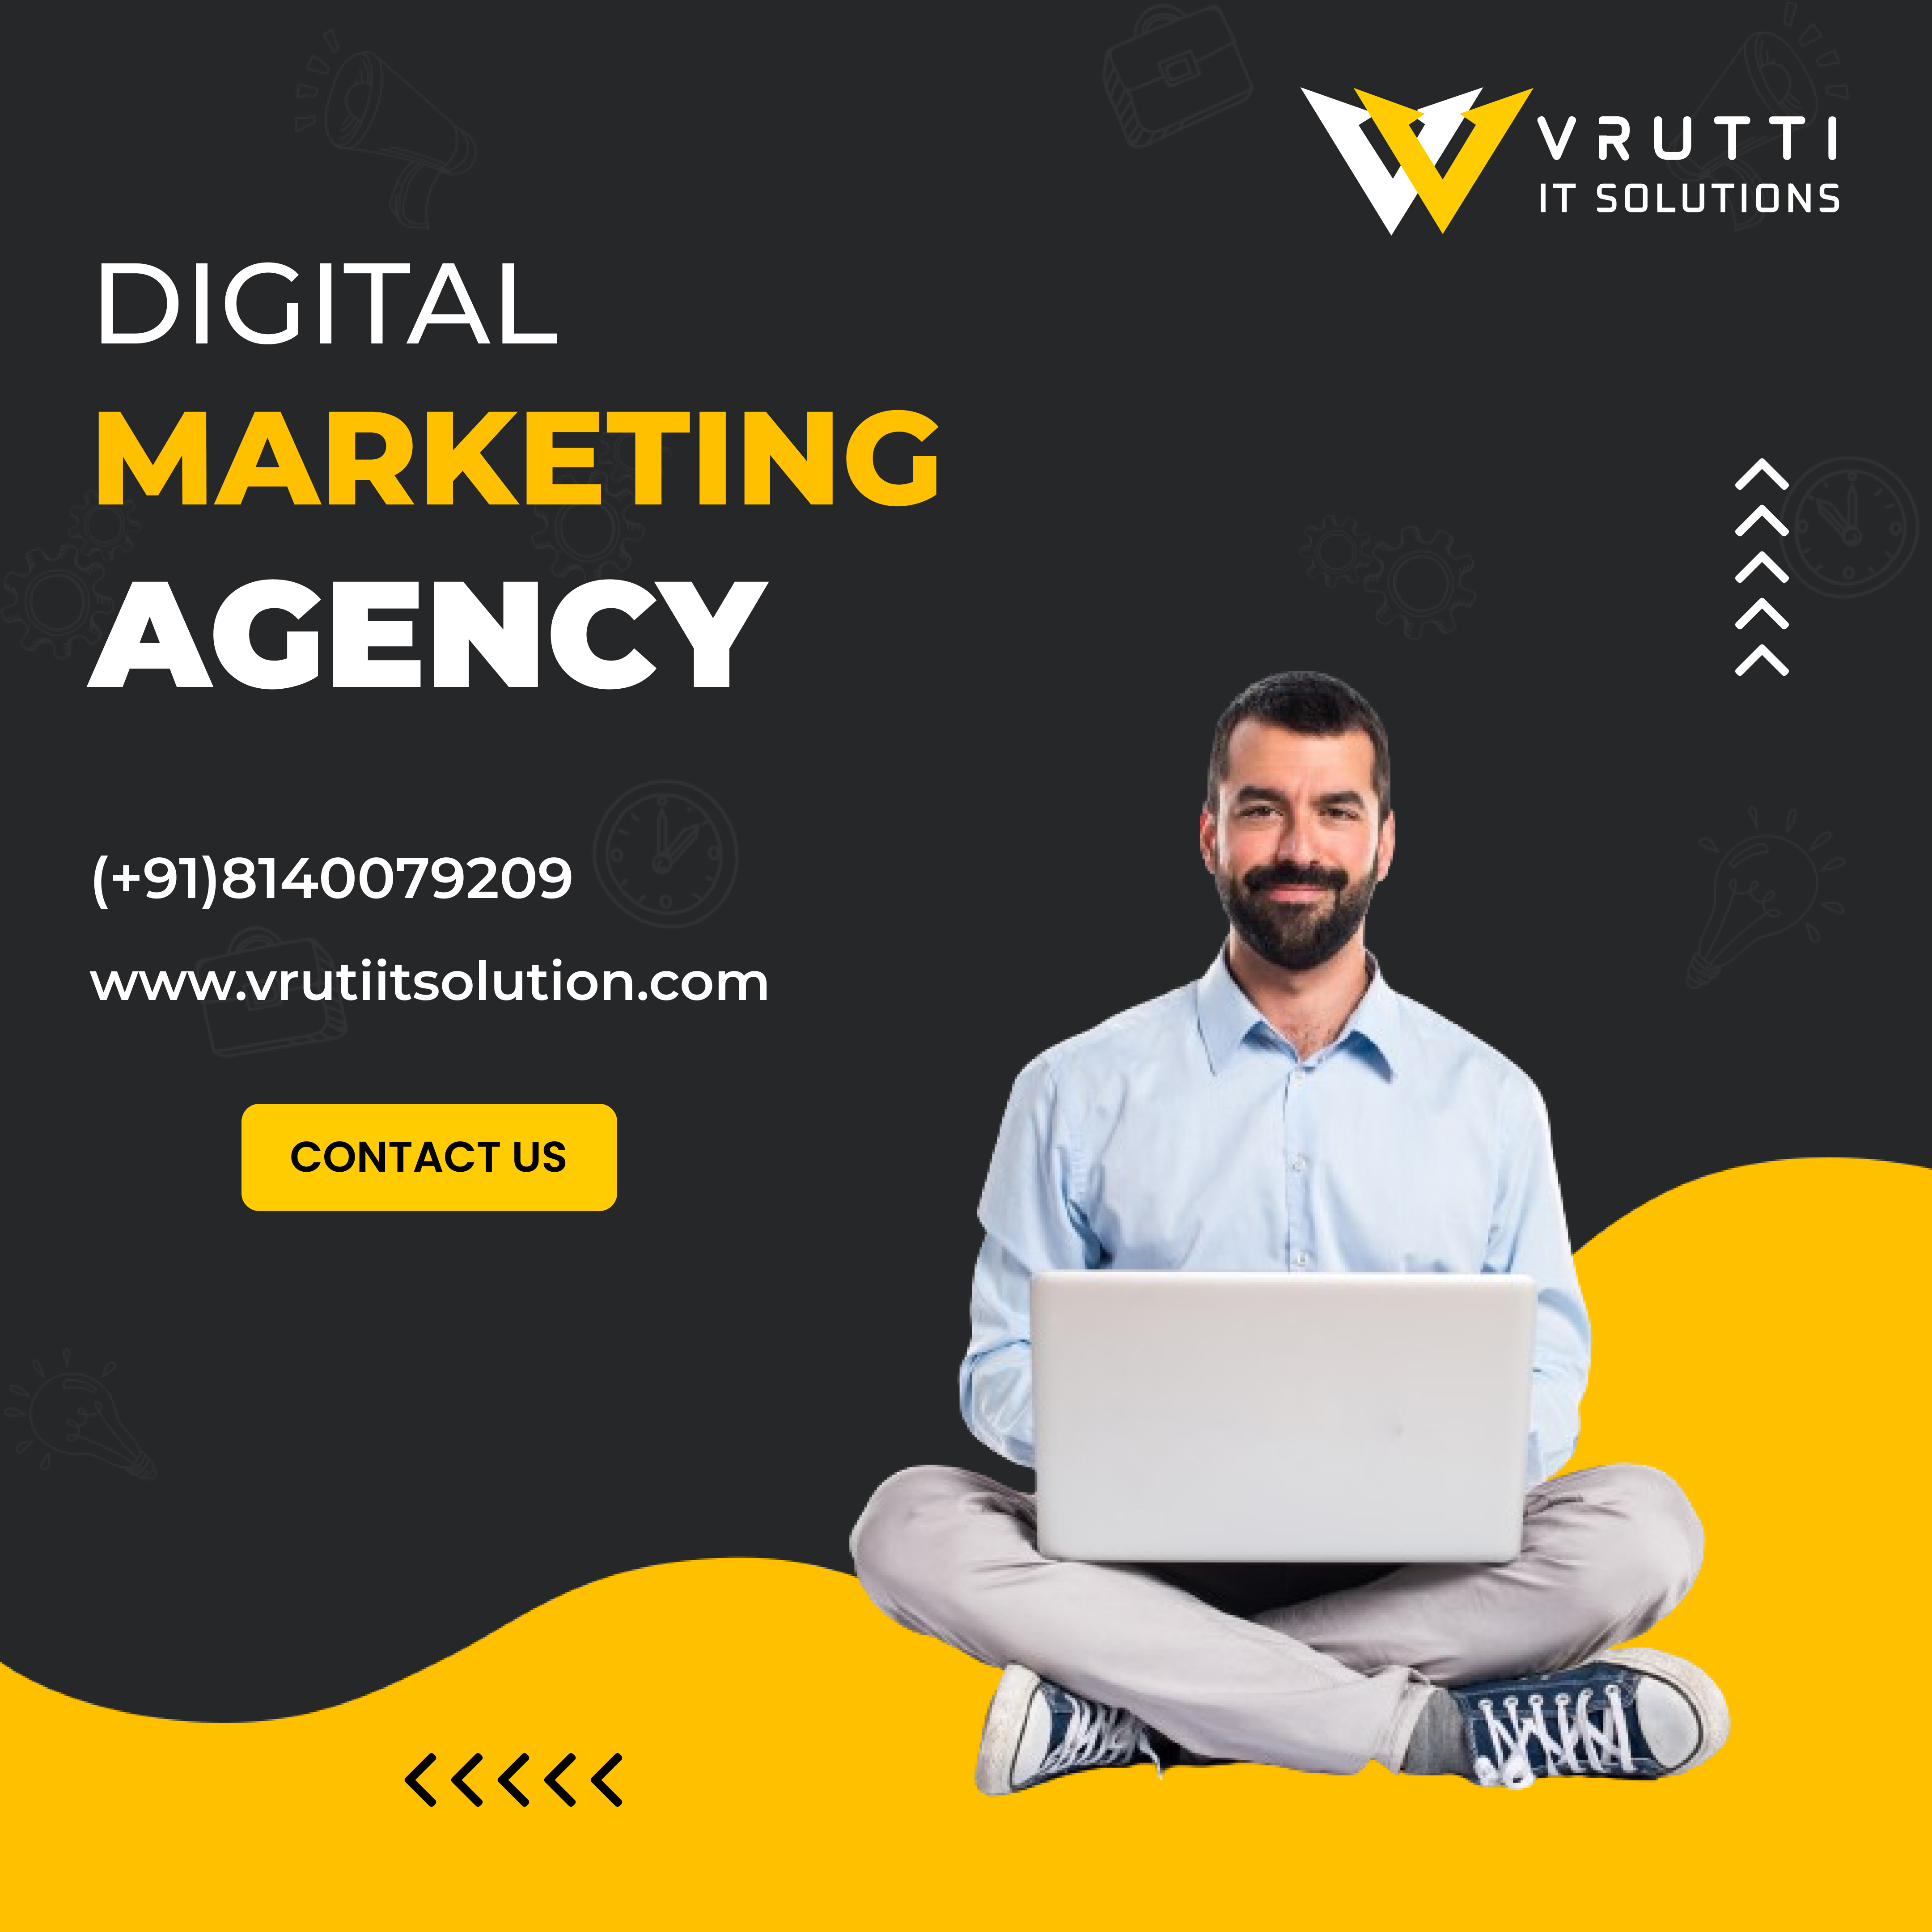 VRUTTI
IT SOLUTIONS
DIGITAL
MARKETING
AGENCY
(+91)8140079209
www.vrutiitsolution.com
CONTACT US